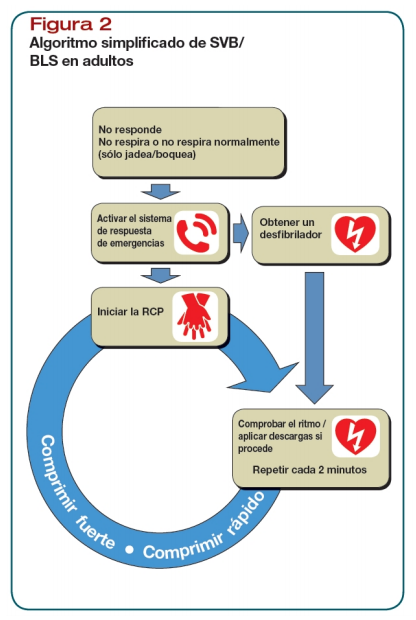 Figura 2
Algoritmo simplificado de SVB/
BLS en adultos
No responde
No respira o no respira normalmente
(sólo jadea/boquea)
Activar el sistema
de respuesta
de emergencias
Obtener un
desfibrilador
Iniciar la RCP
Comprobar el ritmo /
aplicar descargas si
procede
Repetir cada 2 minutos
Comprimir fuerte • Comprimir rápido